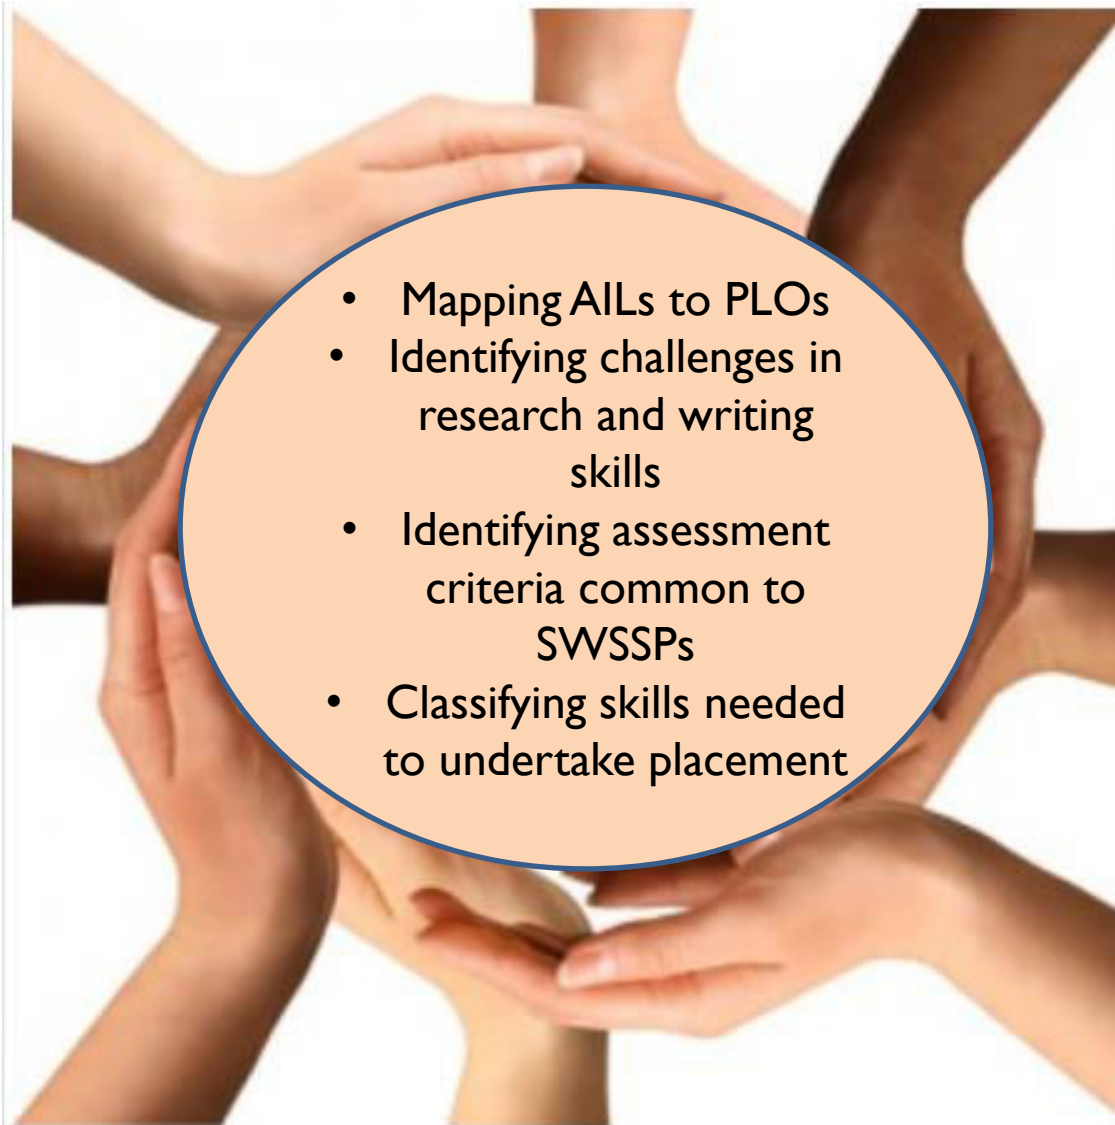 • Mapping AILs to PLOs
• Identifying challenges in
research and writing
skills
• Identifying assessment
criteria common to
SWSSPs
• Classifying skills needed
to undertake placement